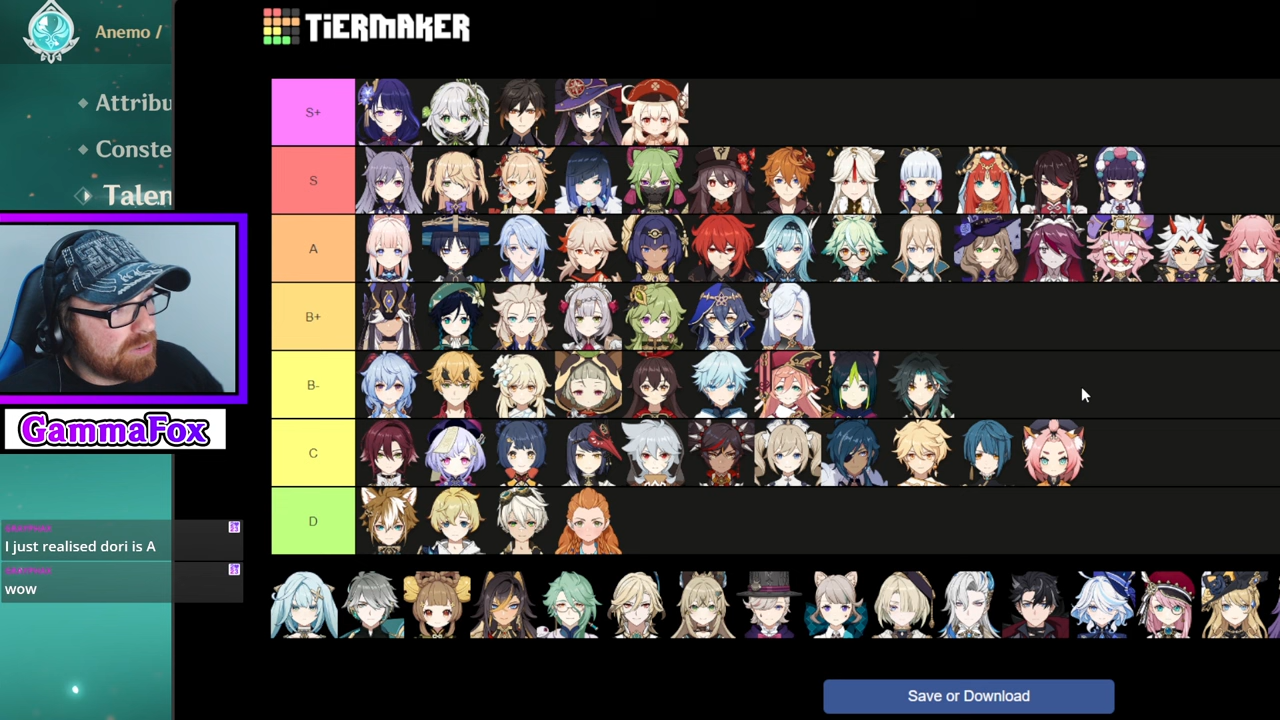 Anemo /
Attribu
Conste
Talen
TiERMAKER
S+
S
A
B+
B-
C
D
GammaFox
I just realised dori is A
wow
Save or Download